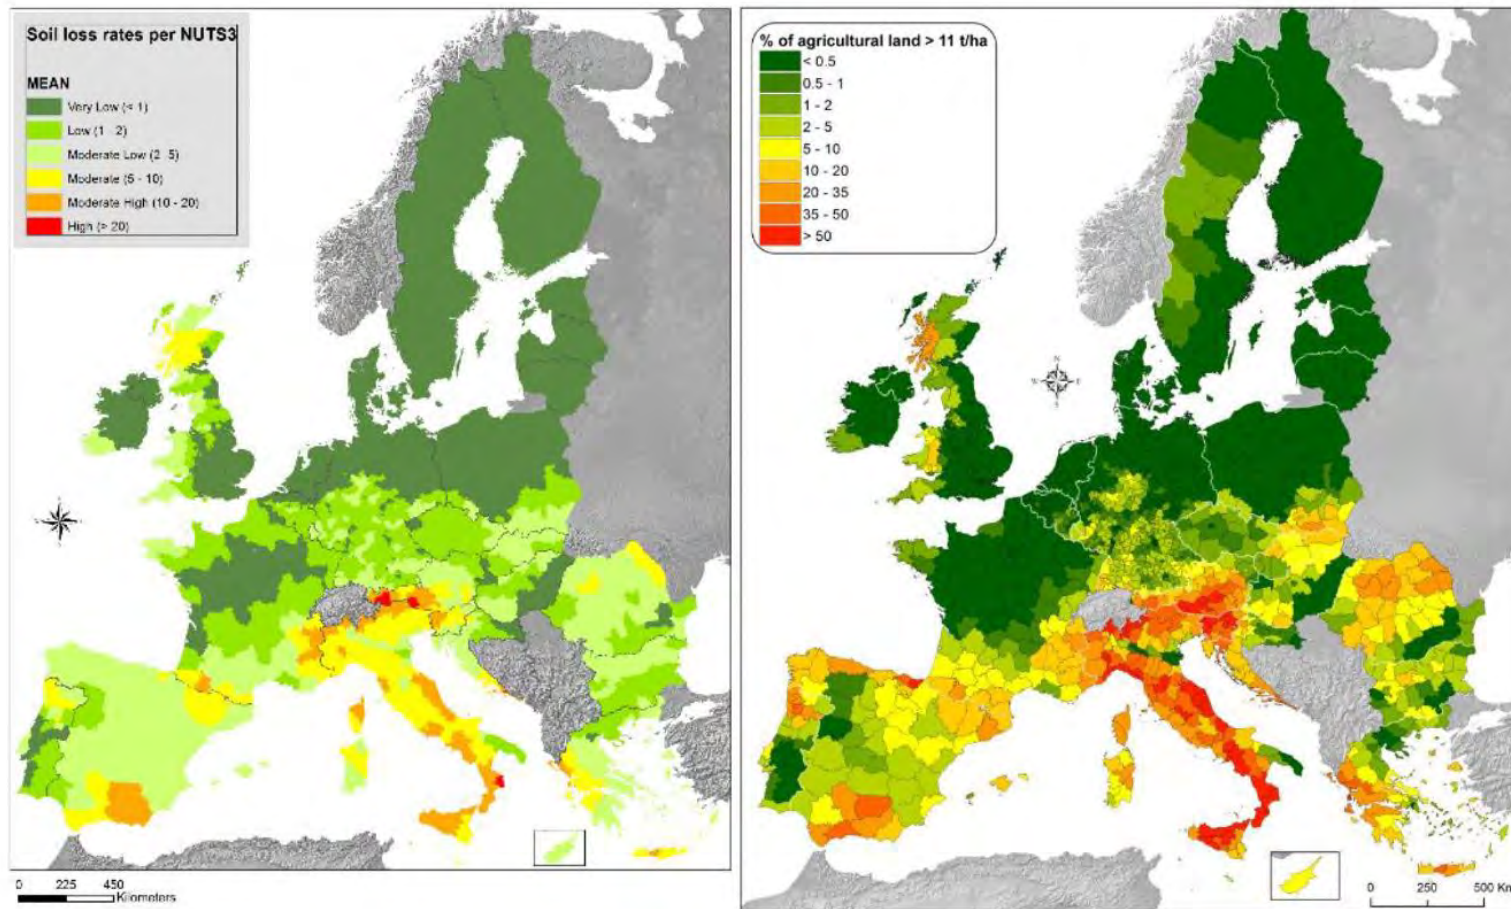 Soil loss rates per NUTS3
MEAN
Very Low (< 1)
Low (1 - 2)
Moderate Low (2 - 5)
Moderate (5 - 10)
Moderate High (10 - 20)
High (> 20)
0 225 450
Kilometers
% of agricultural land > 11 t/ha
< 0.5
0.5 - 1
1 - 2
2 - 5
5 - 10
10 - 20
20 - 35
35 - 50
> 50
N
W E
0 250 500 Km